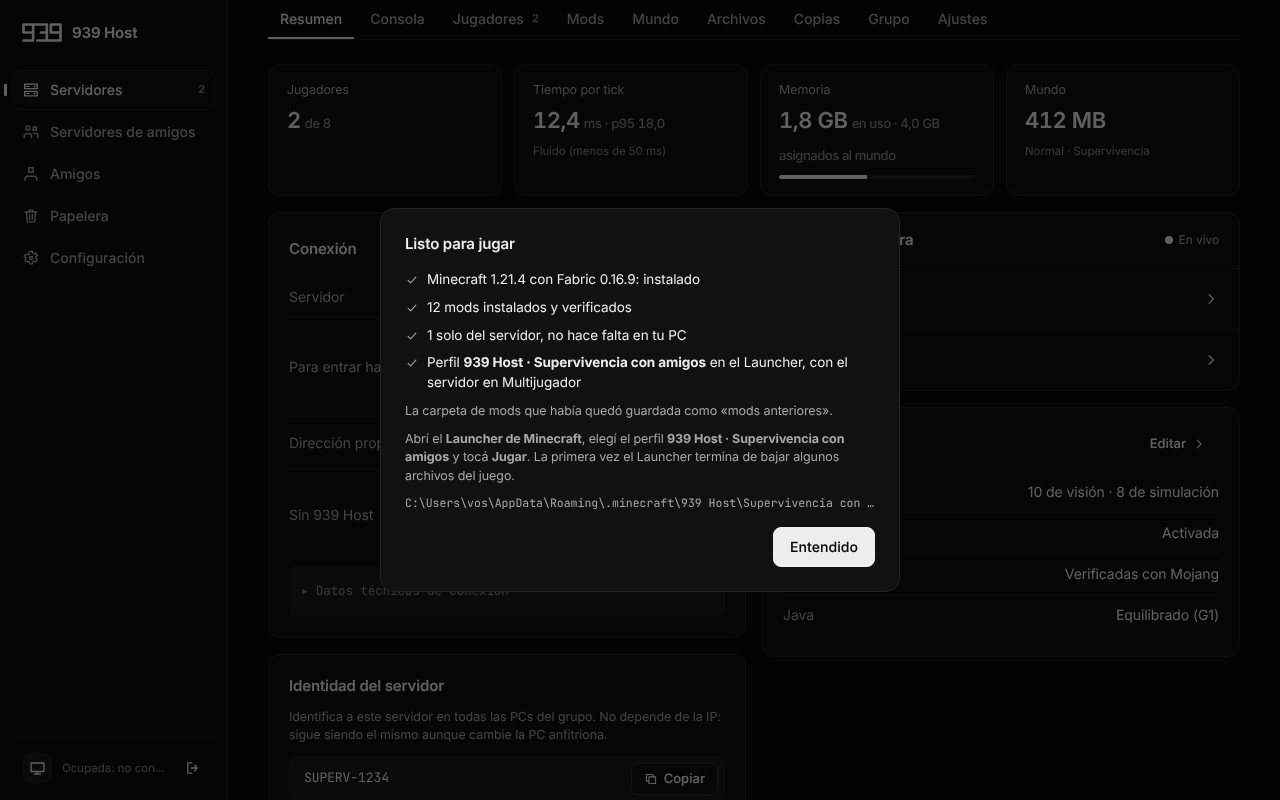 939 Host
Servidores 2
Servidores de amigos
Amigos
Papelera
Configuración
Ocupada: no con…
Resumen Consola Jugadores 2 Mods Mundo Archivos Copias Grupo Ajustes
Jugadores
2 de 8
Tiempo por tick
12,4 ms · p95 18,0
Fluido (menos de 50 ms)
Memoria
1,8 GB en uso · 4,0 GB
asignados al mundo
Mundo
412 MB
Normal · Supervivencia
Conexión
Servidor
Para entrar ha
Dirección prop
Sin 939 Host
▸ Datos técnicos de conexión
ra
En vivo
Listo para jugar
Minecraft 1.21.4 con Fabric 0.16.9: instalado
12 mods instalados y verificados
1 solo del servidor, no hace falta en tu PC
Perfil 939 Host · Supervivencia con amigos en el Launcher, con el
servidor en Multijugador
La carpeta de mods que había quedó guardada como «mods anteriores».
Abrí el Launcher de Minecraft, elegí el perfil 939 Host · Supervivencia con
amigos y tocá Jugar. La primera vez el Launcher termina de bajar algunos
archivos del juego.
C:\Users\vos\AppData\Roaming\.minecraft\939 Host\Supervivencia con …
Entendido
Editar
10 de visión · 8 de simulación
Activada
Verificadas con Mojang
Java Equilibrado (G1)
Identidad del servidor
Identifica a este servidor en todas las PCs del grupo. No depende de la IP:
sigue siendo el mismo aunque cambie la PC anfitriona.
SUPERV-1234
Copiar